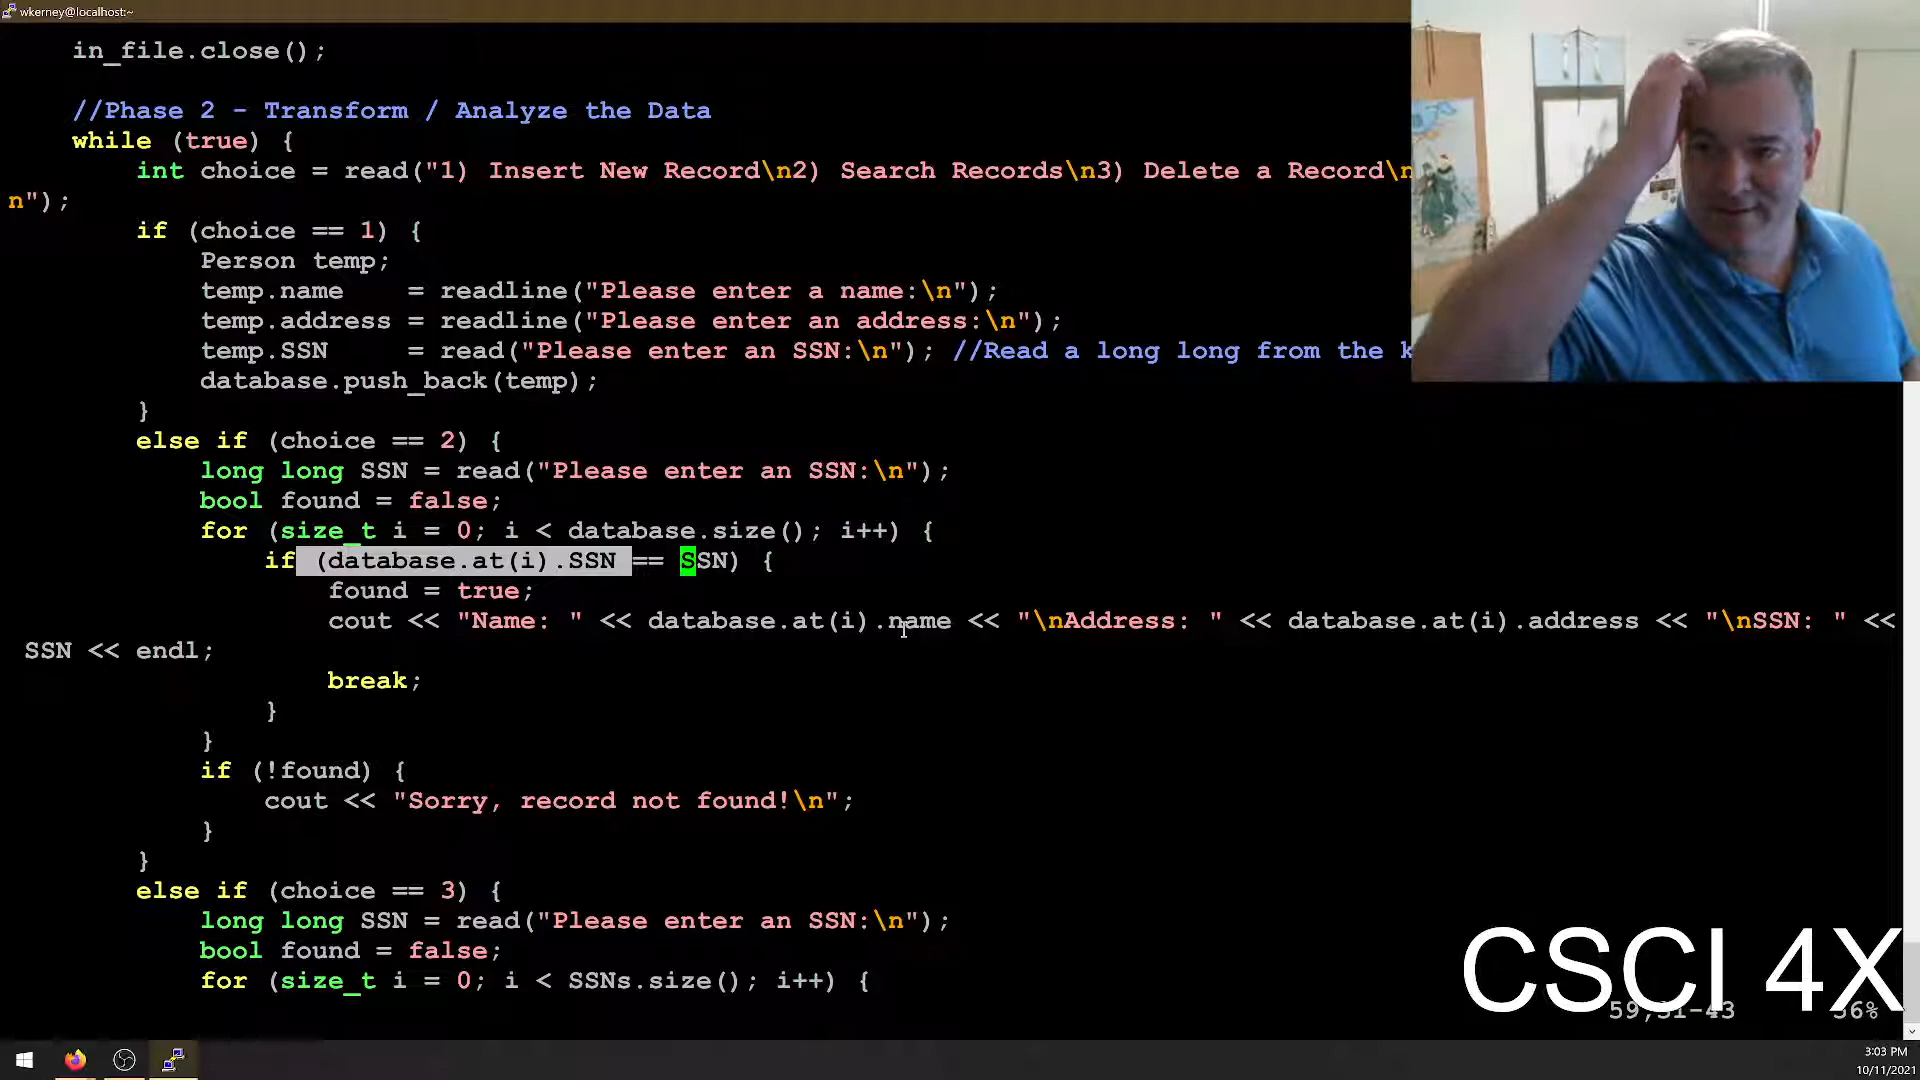 wkerney@localhost:~
in_file.close();
//Phase 2 - Transform / Analyze the Data
while (true) {
int choice = read("1) Insert New Record\n2) Search Records\n3) Delete a Record\n
n");
if (choice == 1) {
Person temp;
temp.name    = readline("Please enter a name:\n");
temp.address = readline("Please enter an address:\n");
temp.SSN     = read("Please enter an SSN:\n"); //Read a long long from the k
database.push_back(temp);
}
else if (choice == 2) {
long long SSN = read("Please enter an SSN:\n");
bool found = false;
for (size_t i = 0; i < database.size(); i++) {
if (database.at(i).SSN == SSN) {
found = true;
cout << "Name: " << database.at(i).name << "\nAddress: " << database.at(i).address << "\nSSN: " <<
SSN << endl;
break;
}
}
if (!found) {
cout << "Sorry, record not found!\n";
}
}
else if (choice == 3) {
long long SSN = read("Please enter an SSN:\n");
bool found = false;
for (size_t i = 0; i < SSNs.size(); i++) {
CSCI 4X
59,31-43
3:03 PM
10/11/2021